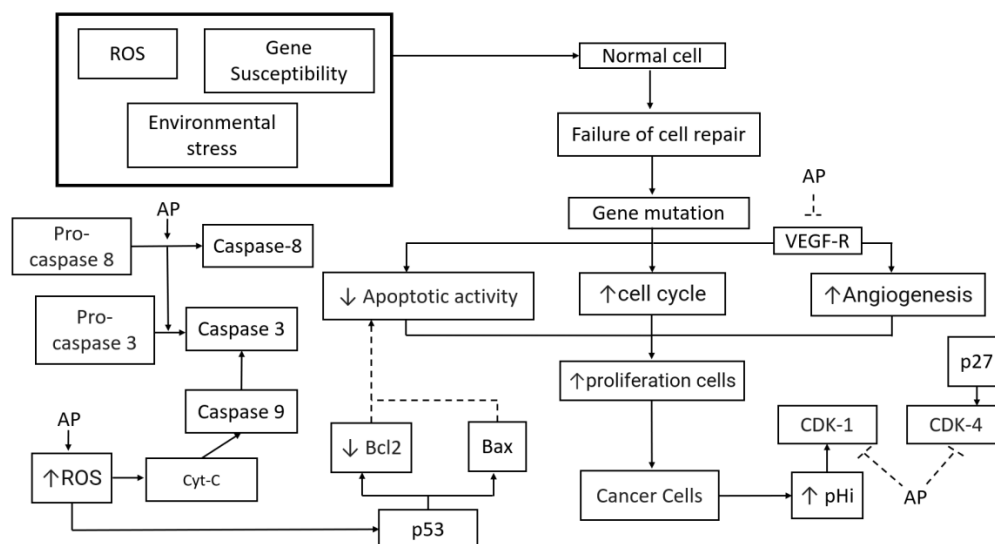 ROS
Gene
Susceptibility
Environmental
stress
Normal cell
Failure of cell repair
Gene mutation
AP
VEGF-R
AP
Pro-
caspase 8
Caspase-8
↓ Apoptotic activity
↑cell cycle
↑Angiogenesis
Pro-
caspase 3
Caspase 3
Caspase 9
↑proliferation cells
p27
AP
↓ Bcl2
Bax
CDK-1
CDK-4
↑ROS
Cyt-C
Cancer Cells
↑ pHi
AP
p53